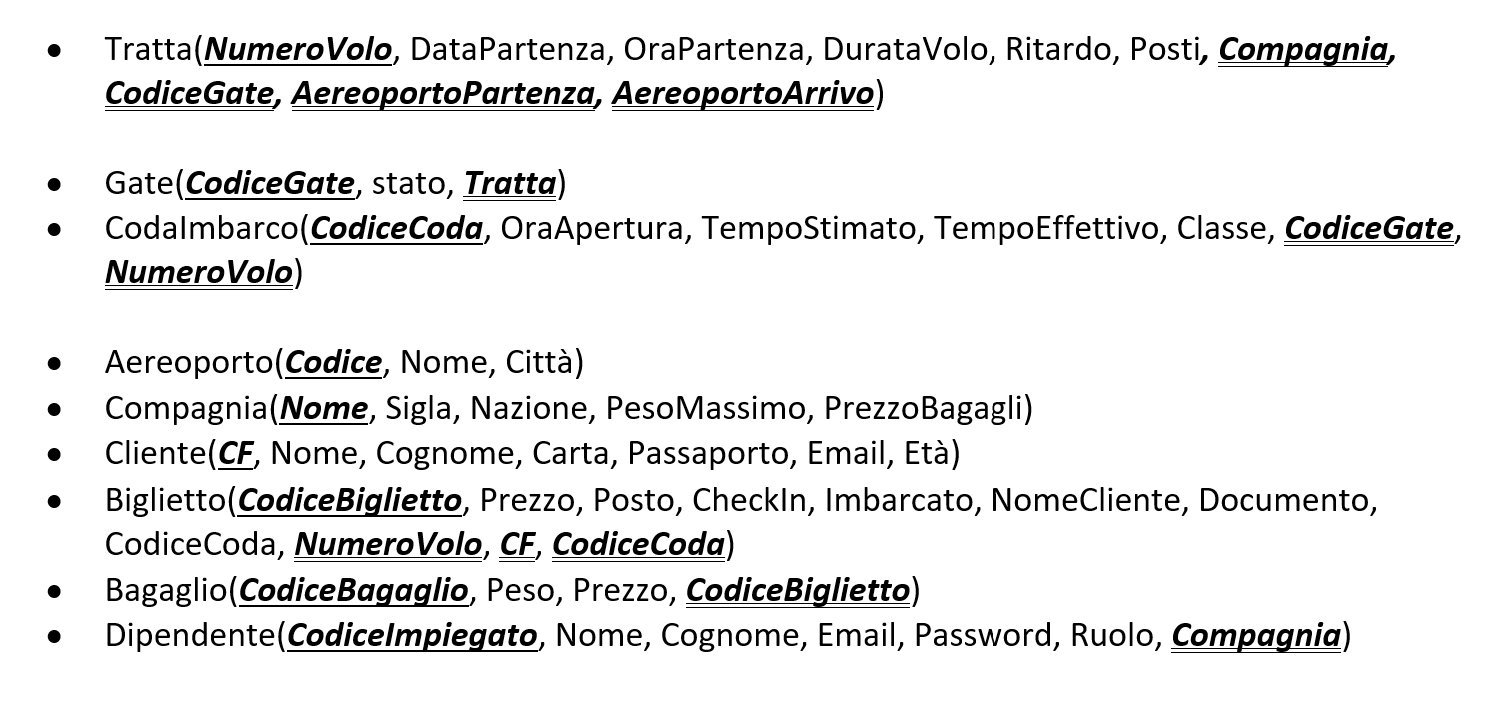 • Tratta(NumeroVolo, DataPartenza, OraPartenza, DurataVolo, Ritardo, Posti, Compagnia,
CodiceGate, AereoportoPartenza, AereoportoArrivo)
• Gate(CodiceGate, stato, Tratta)
• CodaImbarco(CodiceCoda, OraApertura, TempoStimato, TempoEffettivo, Classe, CodiceGate,
NumeroVolo)
• Aereoporto(Codice, Nome, Città)
• Compagnia(Nome, Sigla, Nazione, PesoMassimo, PrezzoBagagli)
• Cliente(CF, Nome, Cognome, Carta, Passaporto, Email, Età)
• Biglietto(CodiceBiglietto, Prezzo, Posto, CheckIn, Imbarcato, NomeCliente, Documento,
CodiceCoda, NumeroVolo, CF, CodiceCoda)
• Bagaglio(CodiceBagaglio, Peso, Prezzo, CodiceBiglietto)
• Dipendente(CodiceImpiegato, Nome, Cognome, Email, Password, Ruolo, Compagnia)